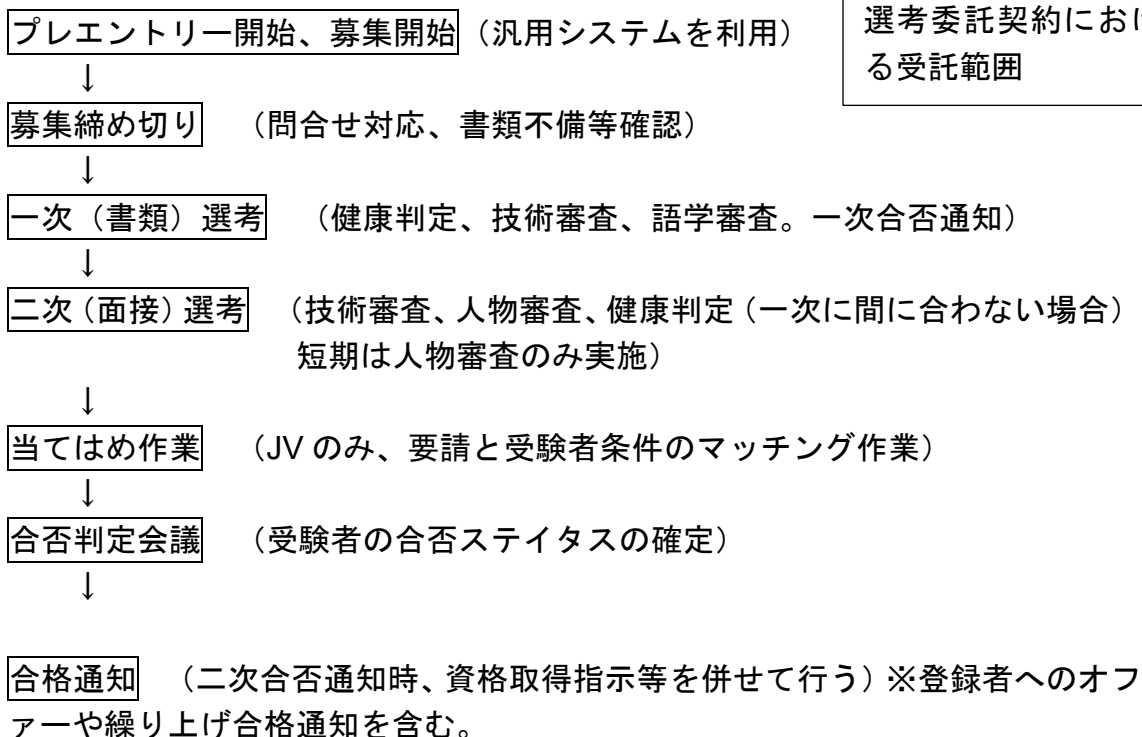 プレエントリー開始、募集開始（汎用システムを利用）
選考委託契約におけ
る受託範囲
↓
募集締め切り　（問合せ対応、書類不備等確認）
↓
一次（書類）選考　（健康判定、技術審査、語学審査。一次合否通知）
↓
二次（面接）選考　（技術審査、人物審査、健康判定（一次に間に合わない場合）
短期は人物審査のみ実施）
↓
当てはめ作業　（JV のみ、要請と受験者条件のマッチング作業）
↓
合否判定会議　（受験者の合否ステイタスの確定）
↓
合格通知　（二次合否通知時、資格取得指示等を併せて行う）※登録者へのオフ
ァーや繰り上げ合格通知を含む。